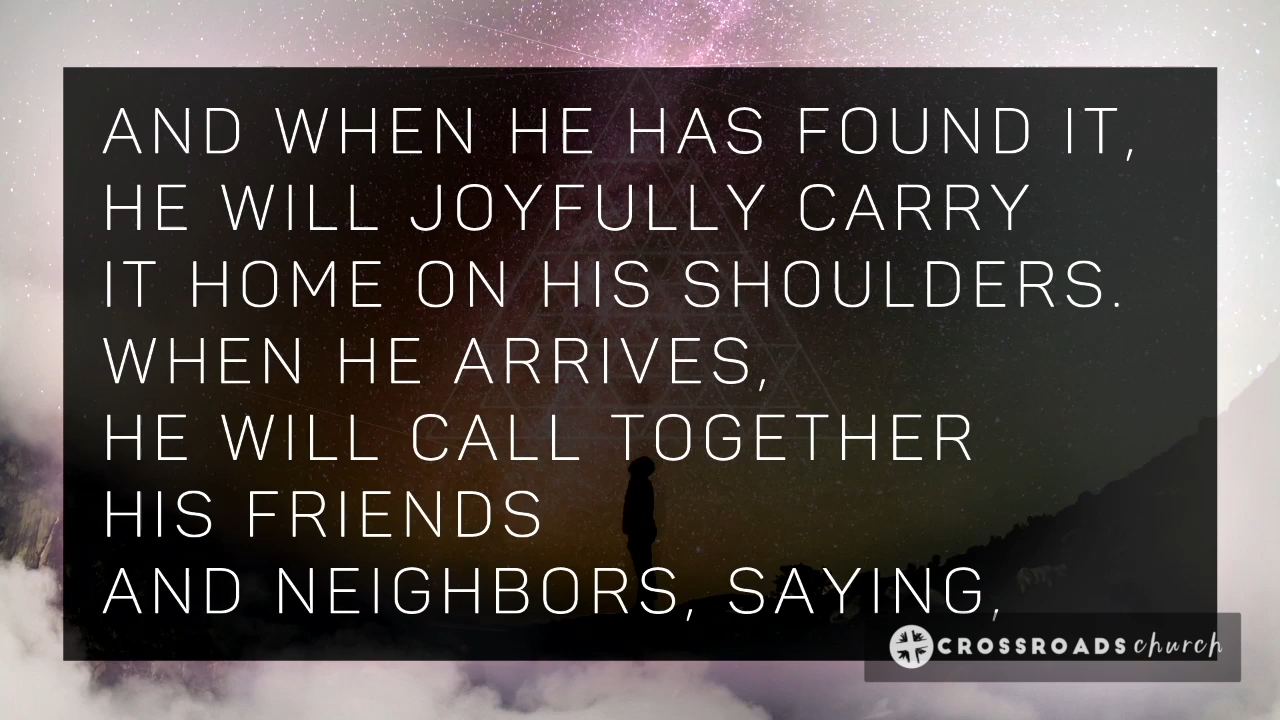 AND WHEN HE HAS FOUND IT,
HE WILL JOYFULLY CARRY
IT HOME ON HIS SHOULDERS.
WHEN HE ARRIVES,
HE WILL CALL TOGETHER
HIS FRIENDS
AND NEIGHBORS, SAYING,
CROSSROADS church